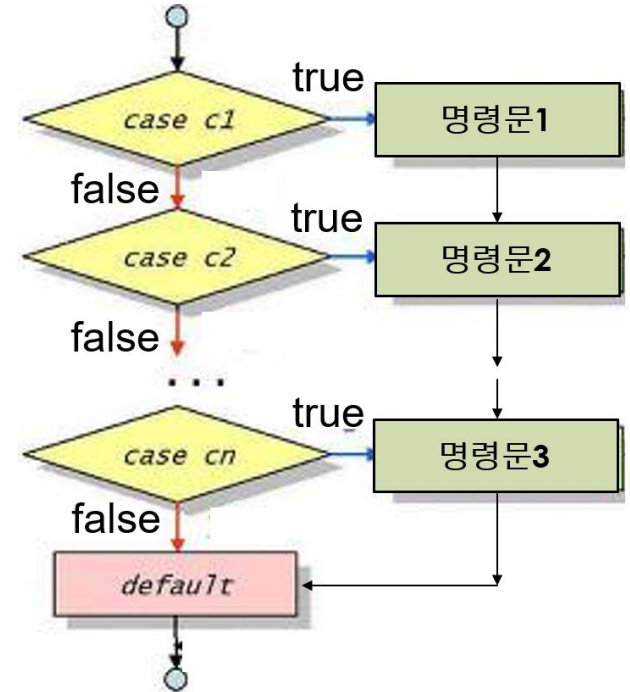 true
case c1
명령문1
false
true
case c2
명령문2
false
...
true
case cn
명령문3
false
default